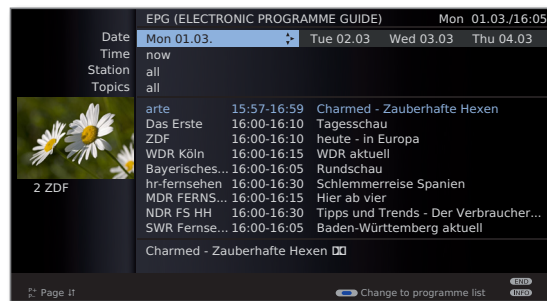 EPG (ELECTRONIC PROGRAMME GUIDE) Mon 01.03./16:05
Date Mon 01.03. Tue 02.03 Wed 03.03 Thu 04.03
Time now
Station all
Topics all
arte 15:57-16:59 Charmed - Zauberhafte Hexen
Das Erste 16:00-16:10 Tagesschau
ZDF 16:00-16:10 heute - in Europa
WDR Köln 16:00-16:15 WDR aktuell
Bayerisches... 16:00-16:05 Rundschau
hr-fernsehen 16:00-16:30 Schlemmerreise Spanien
MDR FERNS... 16:00-16:15 Hier ab vier
NDR FS HH 16:00-16:30 Tipps und Trends - Der Verbraucher...
SWR Fernse... 16:00-16:05 Baden-Württemberg aktuell
2 ZDF
Charmed - Zauberhafte Hexen
END
P+ P- Page Change to programme list INFO